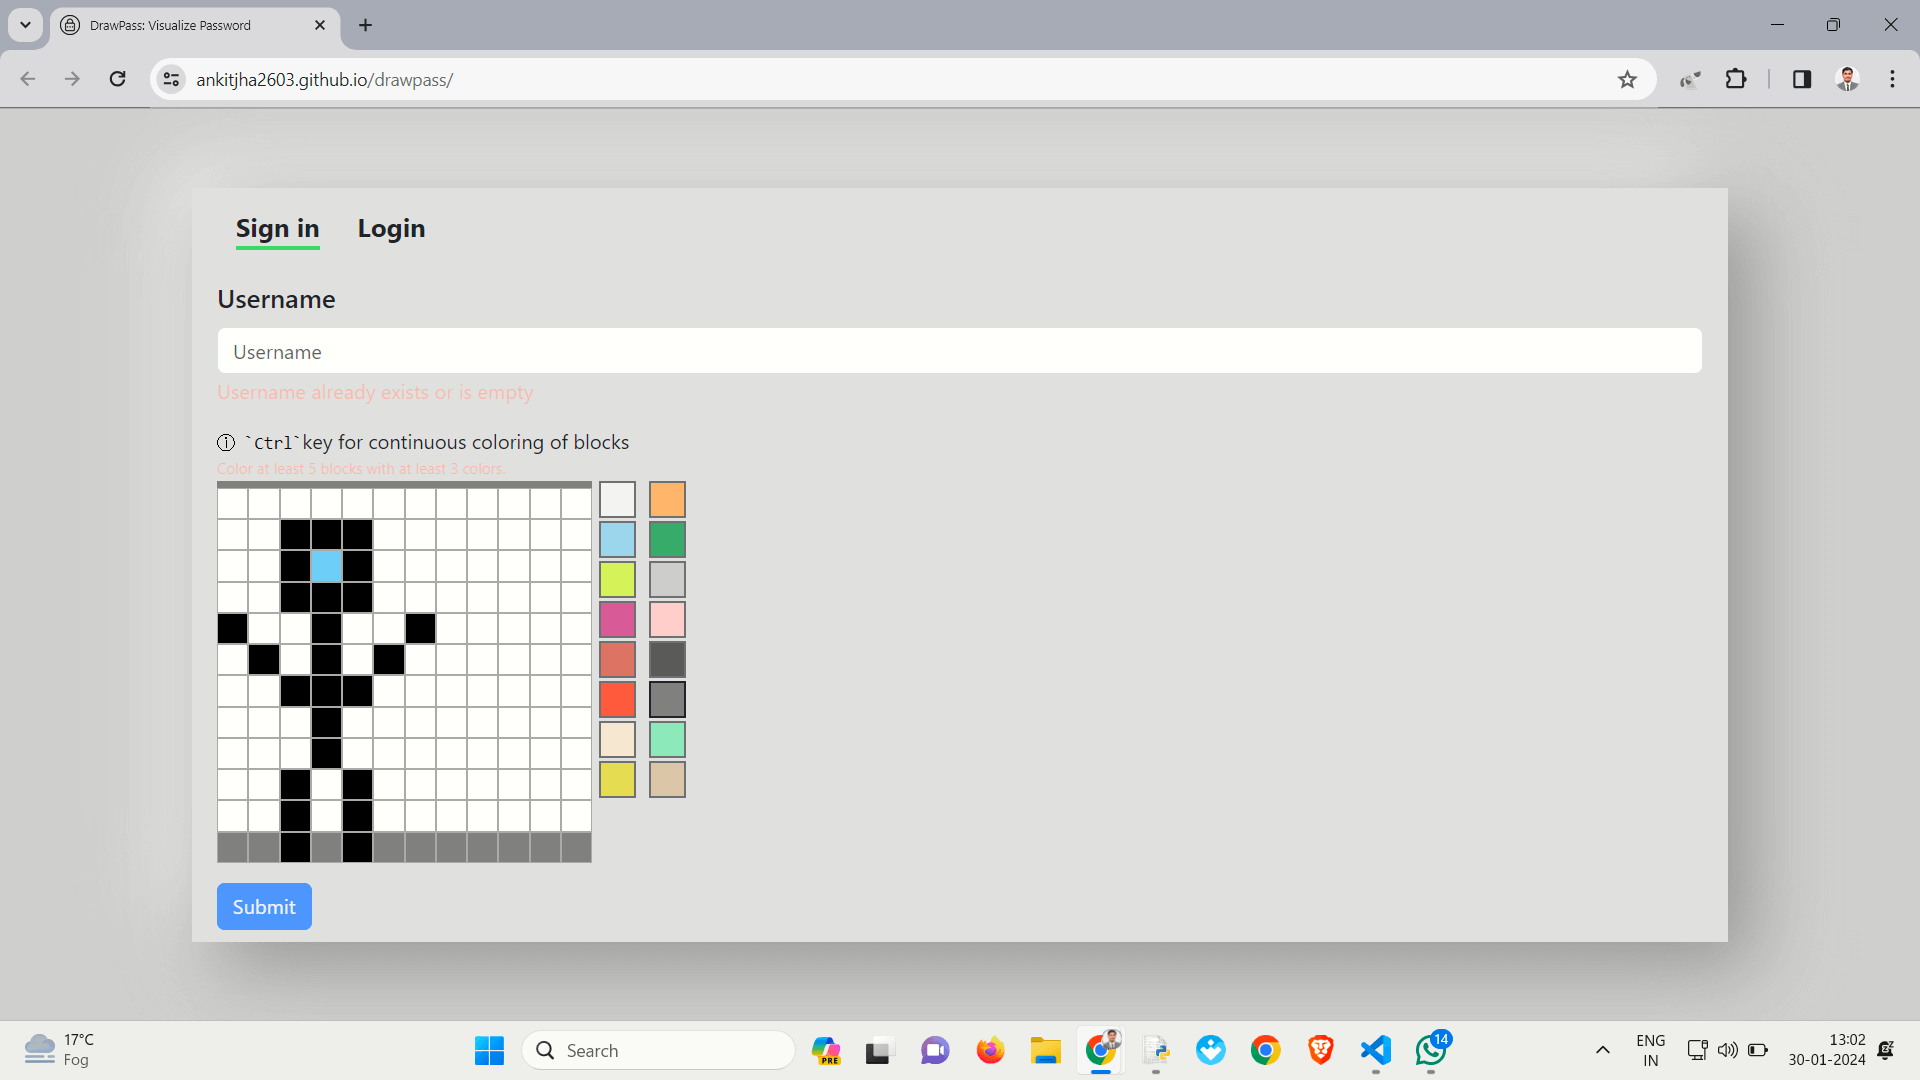 DrawPass: Visualize Password
ankitjha2603.github.io/drawpass/
Sign in Login
Username
Username
Username already exists or is empty
`Ctrl`key for continuous coloring of blocks
Color at least 5 blocks with at least 3 colors.
Submit
17°C
Fog
Search
PRE
14
ENG
IN
13:02
30-01-2024